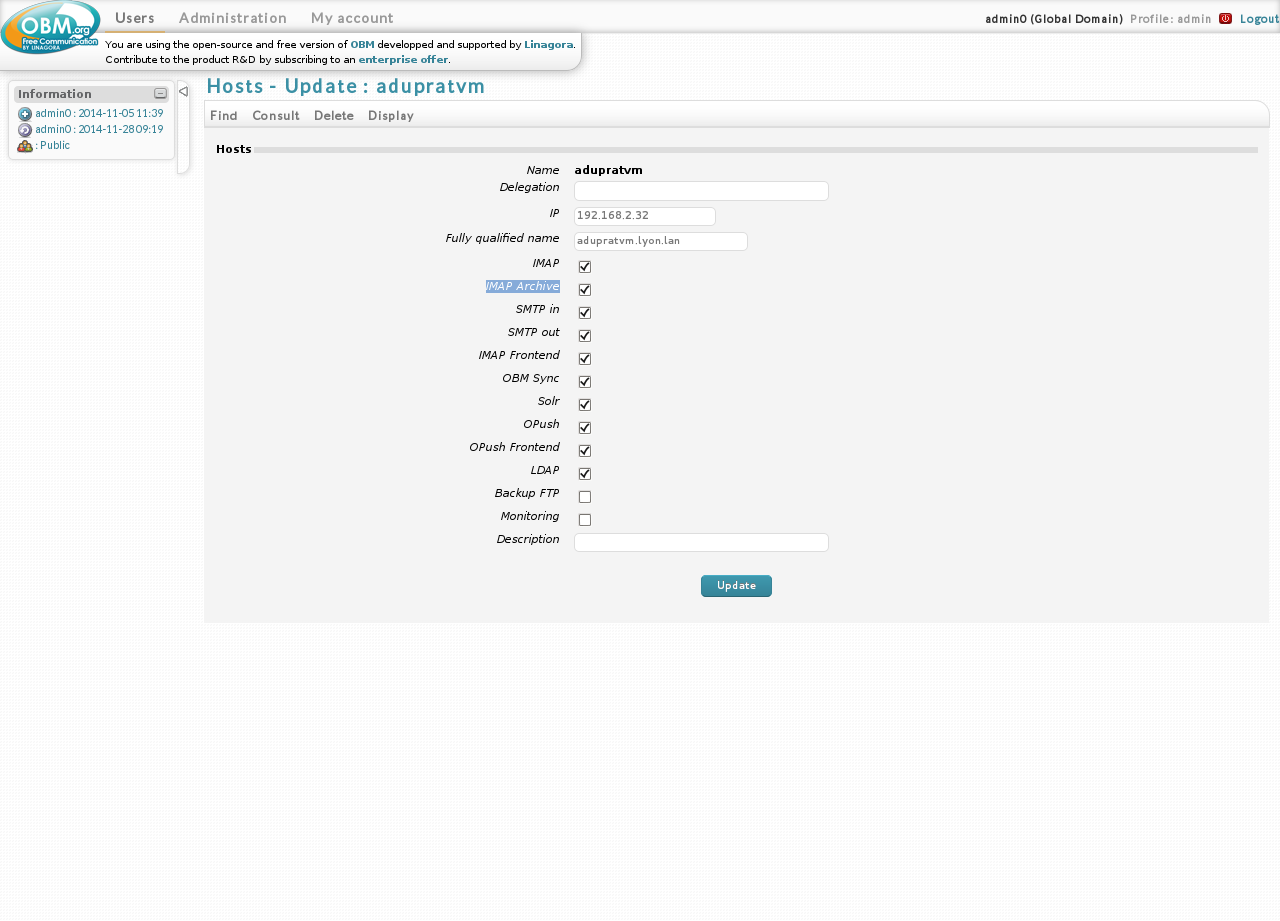 OBM.org
Free Communication
BY LINAGORA
Users Administration My account
admin0 (Global Domain) Profile : admin Logout
You are using the open-source and free version of OBM developped and supported by Linagora.
Contribute to the product R&D by subscribing to an enterprise offer.
Information
admin0 : 2014-11-05 11:39
admin0 : 2014-11-28 09:19
: Public
Hosts - Update : adupratvm
Find Consult Delete Display
Hosts
Name adupratvm
Delegation
IP 192.168.2.32
Fully qualified name adupratvm.lyon.lan
IMAP
IMAP Archive
SMTP in
SMTP out
IMAP Frontend
OBM Sync
Solr
OPush
OPush Frontend
LDAP
Backup FTP
Monitoring
Description
Update